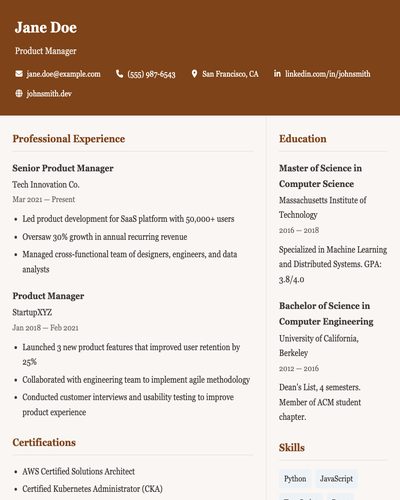 Jane Doe
Product Manager
jane.doe@example.com (555) 987-6543 San Francisco, CA linkedin.com/in/johnsmith
johnsmith.dev
Professional Experience
Senior Product Manager
Tech Innovation Co.
Mar 2021 — Present
• Led product development for SaaS platform with 50,000+ users
• Oversaw 30% growth in annual recurring revenue
• Managed cross-functional team of designers, engineers, and data
analysts
Product Manager
StartupXYZ
Jan 2018 — Feb 2021
• Launched 3 new product features that improved user retention by
25%
• Collaborated with engineering team to implement agile methodology
• Conducted customer interviews and usability testing to improve
product experience
Certifications
• AWS Certified Solutions Architect
• Certified Kubernetes Administrator (CKA)
Education
Master of Science in
Computer Science
Massachusetts Institute of
Technology
2016 — 2018
Specialized in Machine Learning
and Distributed Systems. GPA:
3.8/4.0
Bachelor of Science in
Computer Engineering
University of California,
Berkeley
2012 — 2016
Dean's List, 4 semesters.
Member of ACM student
chapter.
Skills
Python JavaScript